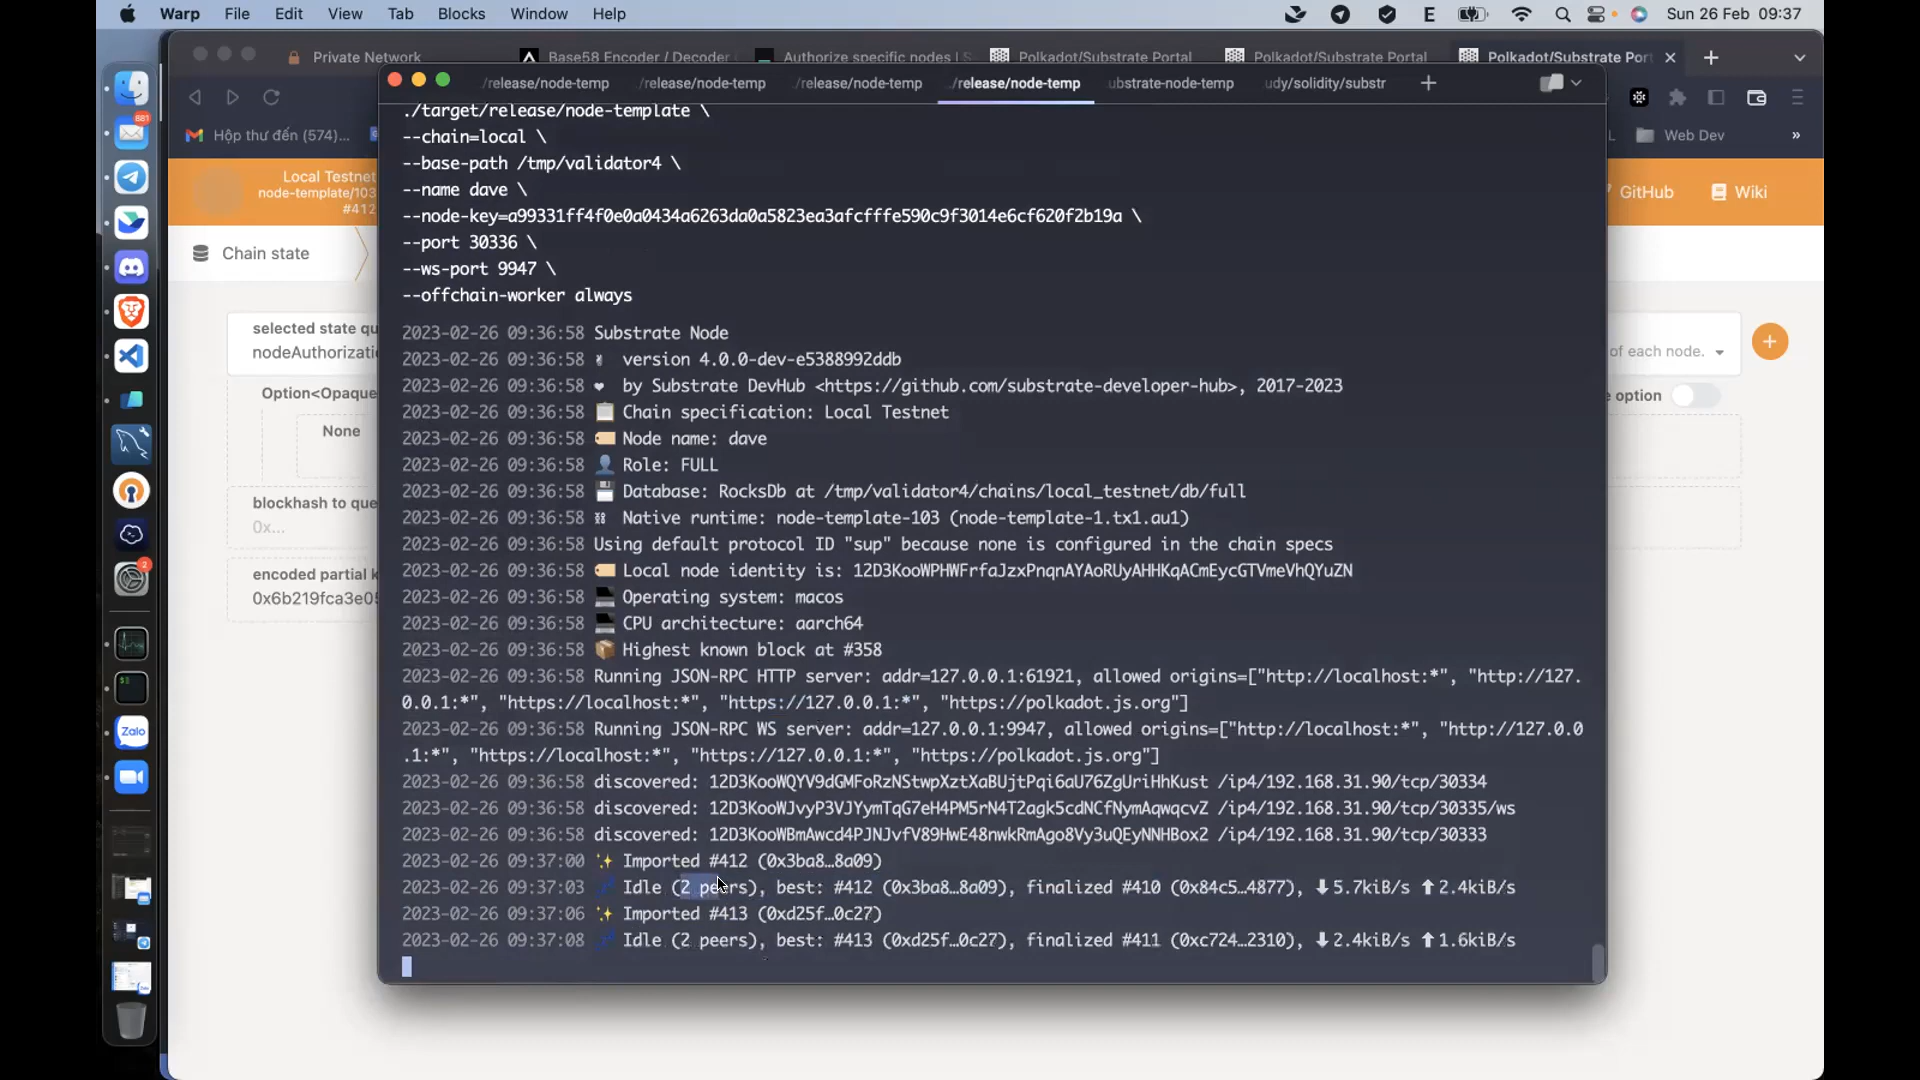 Warp File Edit View Tab Blocks Window Help E Sun 26 Feb 09:37
Private Network Base58 Encoder / Decoder Authorize specific nodes | S Polkadot/Substrate Portal Polkadot/Substrate Portal Polkadot/Substrate Por
/release/node-temp /release/node-temp /release/node-temp ./release/node-temp ubstrate-node-temp udy/solidity/substr
Hộp thư đến (574)... Web Dev »
Local Testnet
node-template/103
#412
GitHub Wiki
Chain state
selected state qu
nodeAuthorizati
of each node.
Option<Opaque
e option
None
blockhash to que
0x...
encoded partial k
0x6b219fca3e05
881
2
Zalo
./target/release/node-template \
--chain=local \
--base-path /tmp/validator4 \
--name dave \
--node-key=a99331ff4f0e0a0434a6263da0a5823ea3afcfffe590c9f3014e6cf620f2b19a \
--port 30336 \
--ws-port 9947 \
--offchain-worker always
2023-02-26 09:36:58 Substrate Node
2023-02-26 09:36:58 ✌️ version 4.0.0-dev-e5388992ddb
2023-02-26 09:36:58 ❤️ by Substrate DevHub <https://github.com/substrate-developer-hub>, 2017-2023
2023-02-26 09:36:58 📋 Chain specification: Local Testnet
2023-02-26 09:36:58 🏷 Node name: dave
2023-02-26 09:36:58 👤 Role: FULL
2023-02-26 09:36:58 💾 Database: RocksDb at /tmp/validator4/chains/local_testnet/db/full
2023-02-26 09:36:58 ⛓ Native runtime: node-template-103 (node-template-1.tx1.au1)
2023-02-26 09:36:58 Using default protocol ID "sup" because none is configured in the chain specs
2023-02-26 09:36:58 🏷 Local node identity is: 12D3KooWPHWFrfaJzxPnqnAYAoRUyAHHKqACmEycGTVmeVhQYuZN
2023-02-26 09:36:58 💻 Operating system: macos
2023-02-26 09:36:58 💻 CPU architecture: aarch64
2023-02-26 09:36:58 📦 Highest known block at #358
2023-02-26 09:36:58 Running JSON-RPC HTTP server: addr=127.0.0.1:61921, allowed origins=["http://localhost:*", "http://127.
0.0.1:*", "https://localhost:*", "https://127.0.0.1:*", "https://polkadot.js.org"]
2023-02-26 09:36:58 Running JSON-RPC WS server: addr=127.0.0.1:9947, allowed origins=["http://localhost:*", "http://127.0.0
.1:*", "https://localhost:*", "https://127.0.0.1:*", "https://polkadot.js.org"]
2023-02-26 09:36:58 discovered: 12D3KooWQYV9dGMFoRzNStwpXztXaBUjtPqi6aU76ZgUriHhKust /ip4/192.168.31.90/tcp/30334
2023-02-26 09:36:58 discovered: 12D3KooWJvyP3VJYymTqG7eH4PM5rN4T2agk5cdNCfNymAqwqcvZ /ip4/192.168.31.90/tcp/30335/ws
2023-02-26 09:36:58 discovered: 12D3KooWBmAwcd4PJNJvfV89HwE48nwkRmAgo8Vy3uQEyNNHBox2 /ip4/192.168.31.90/tcp/30333
2023-02-26 09:37:00 ✨ Imported #412 (0x3ba8…8a09)
2023-02-26 09:37:03 💤 Idle (2 peers), best: #412 (0x3ba8…8a09), finalized #410 (0x84c5…4877), ⬇ 5.7kiB/s ⬆ 2.4kiB/s
2023-02-26 09:37:06 ✨ Imported #413 (0xd25f…0c27)
2023-02-26 09:37:08 💤 Idle (2 peers), best: #413 (0xd25f…0c27), finalized #411 (0xc724…2310), ⬇ 2.4kiB/s ⬆ 1.6kiB/s